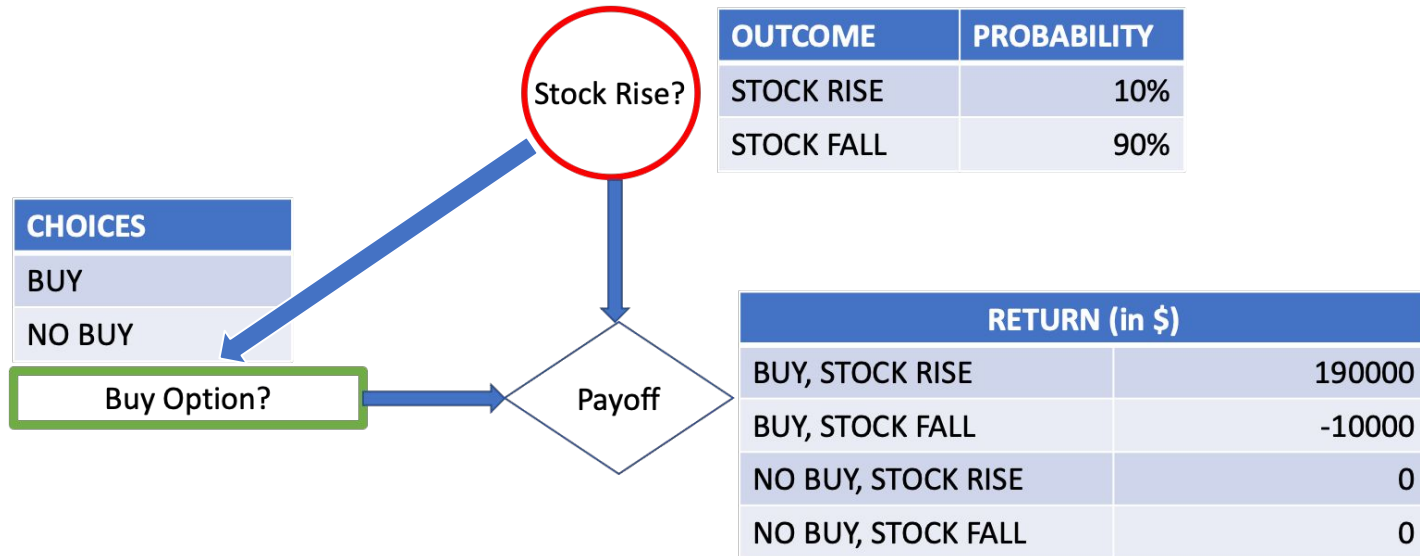 Stock Rise?
OUTCOME PROBABILITY
STOCK RISE 10%
STOCK FALL 90%
CHOICES
BUY
NO BUY
Buy Option?
Payoff
RETURN (in $)
BUY, STOCK RISE 190000
BUY, STOCK FALL -10000
NO BUY, STOCK RISE 0
NO BUY, STOCK FALL 0